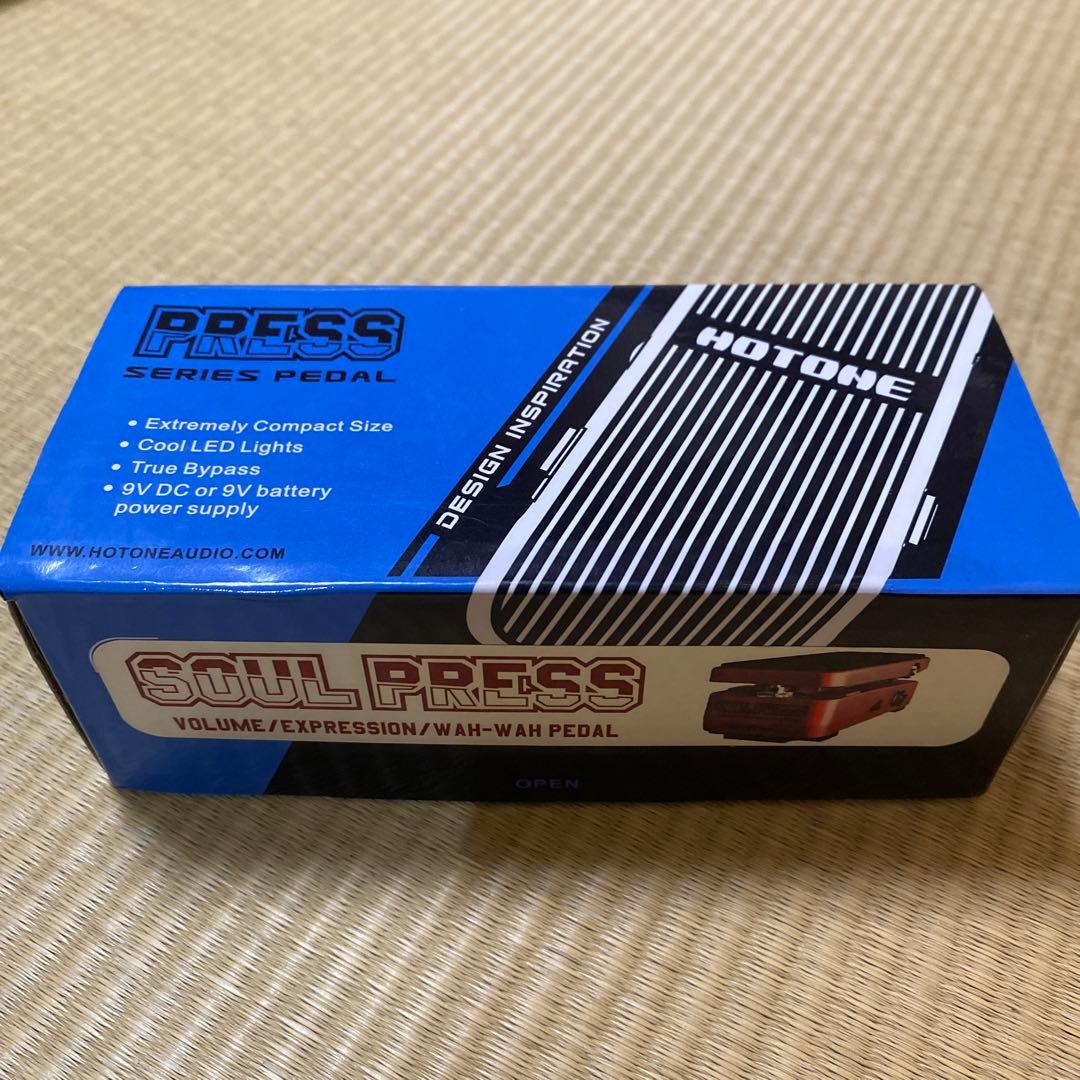 PRESS
SERIES PEDAL
• Extremely Compact Size
• Cool LED Lights
• True Bypass
• 9V DC or 9V battery
power supply
WWW.HOTONEAUDIO.COM
DESIGN INSPIRATION
HOTONE
SOUL PRESS
VOLUME/EXPRESSION/WAH-WAH PEDAL
OPEN